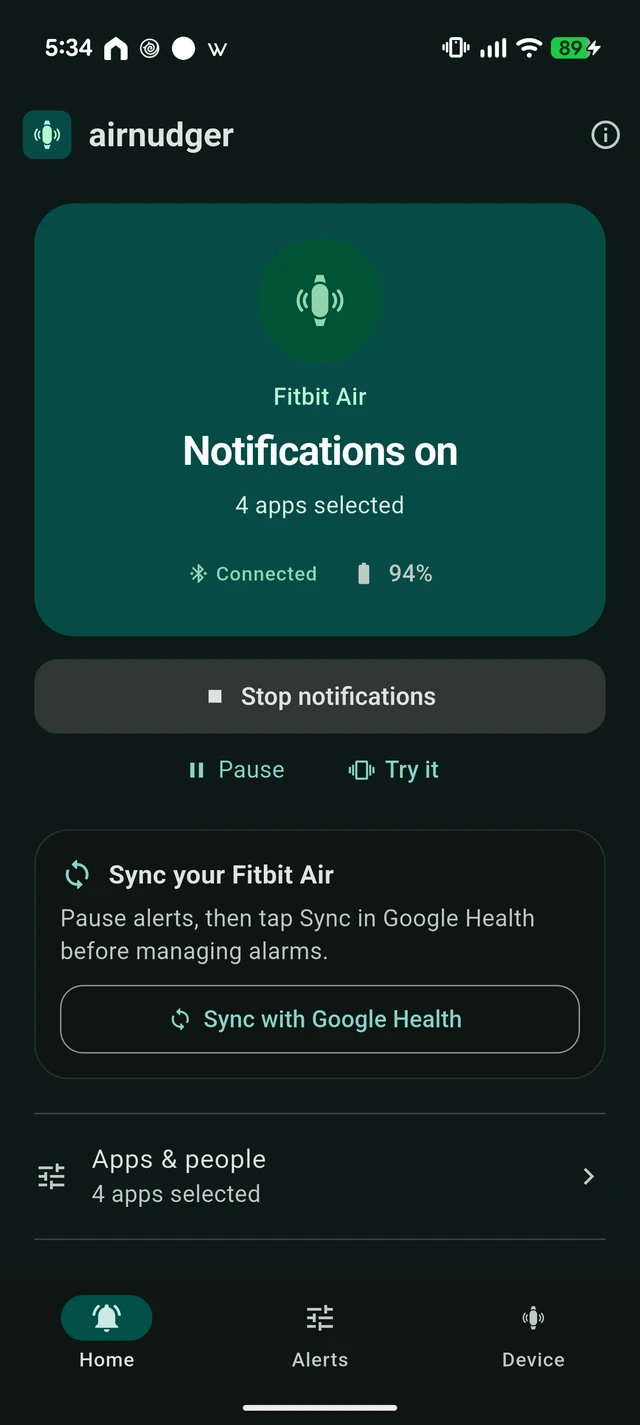 5:34
89
airnudger
Fitbit Air
Notifications on
4 apps selected
Connected 94%
Stop notifications
Pause Try it
Sync your Fitbit Air
Pause alerts, then tap Sync in Google Health
before managing alarms.
Sync with Google Health
Apps & people
4 apps selected
Home Alerts Device